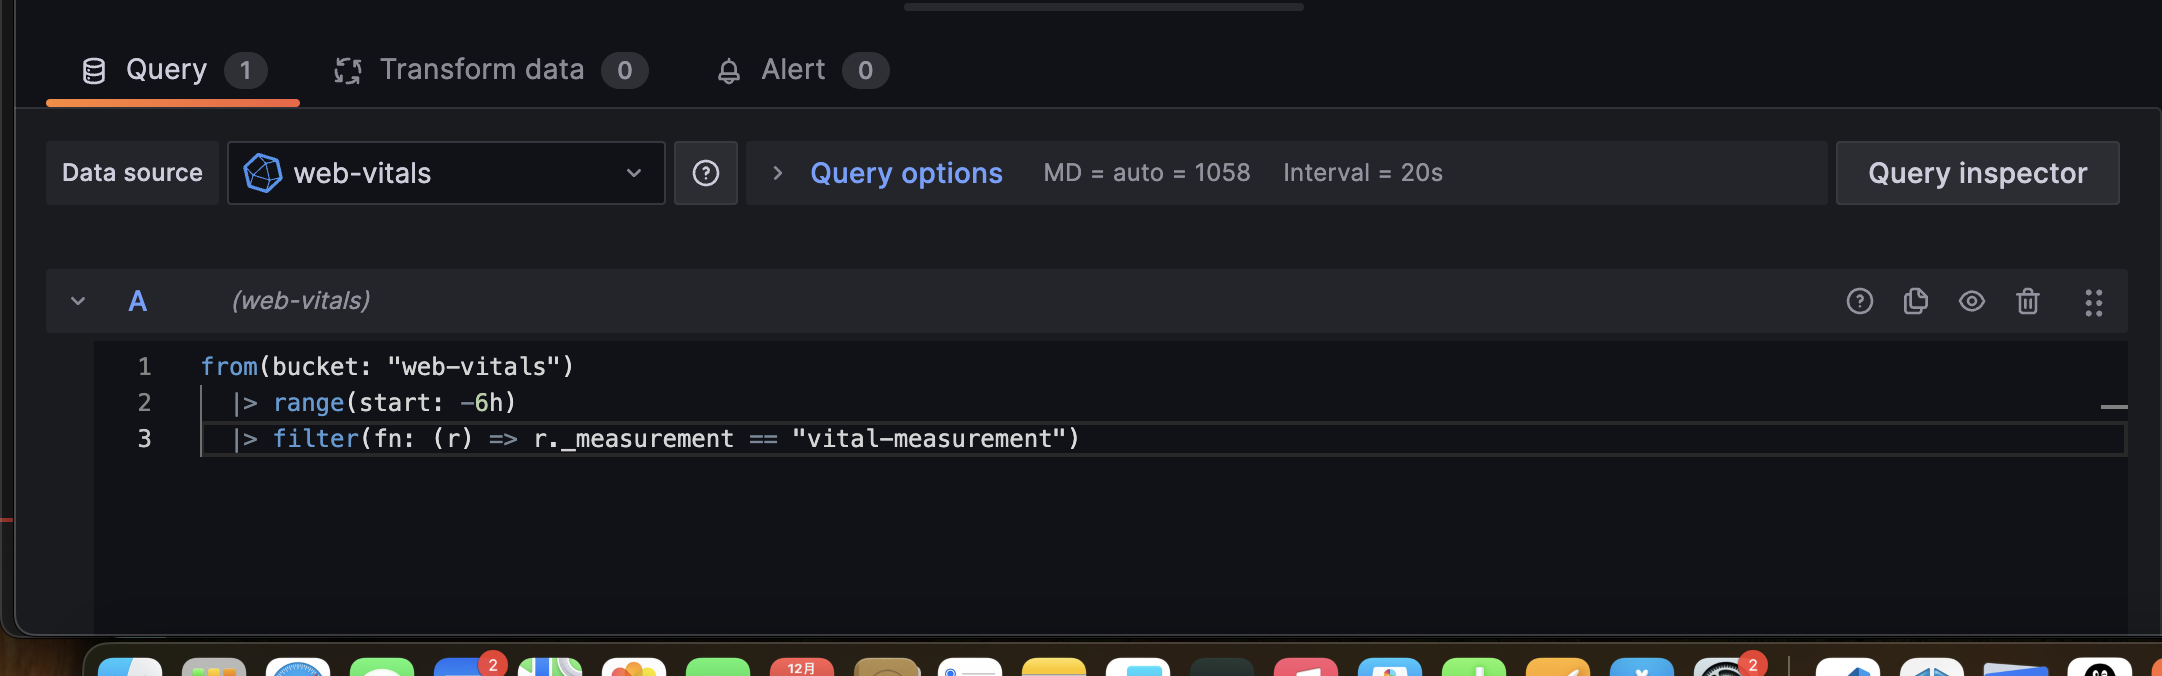 Query 1 Transform data 0 Alert 0
Data source web-vitals Query options MD = auto = 1058 Interval = 20s Query inspector
A (web-vitals)
1 from(bucket: "web-vitals")
2 |> range(start: -6h)
3 |> filter(fn: (r) => r._measurement == "vital-measurement")
2 12月 2